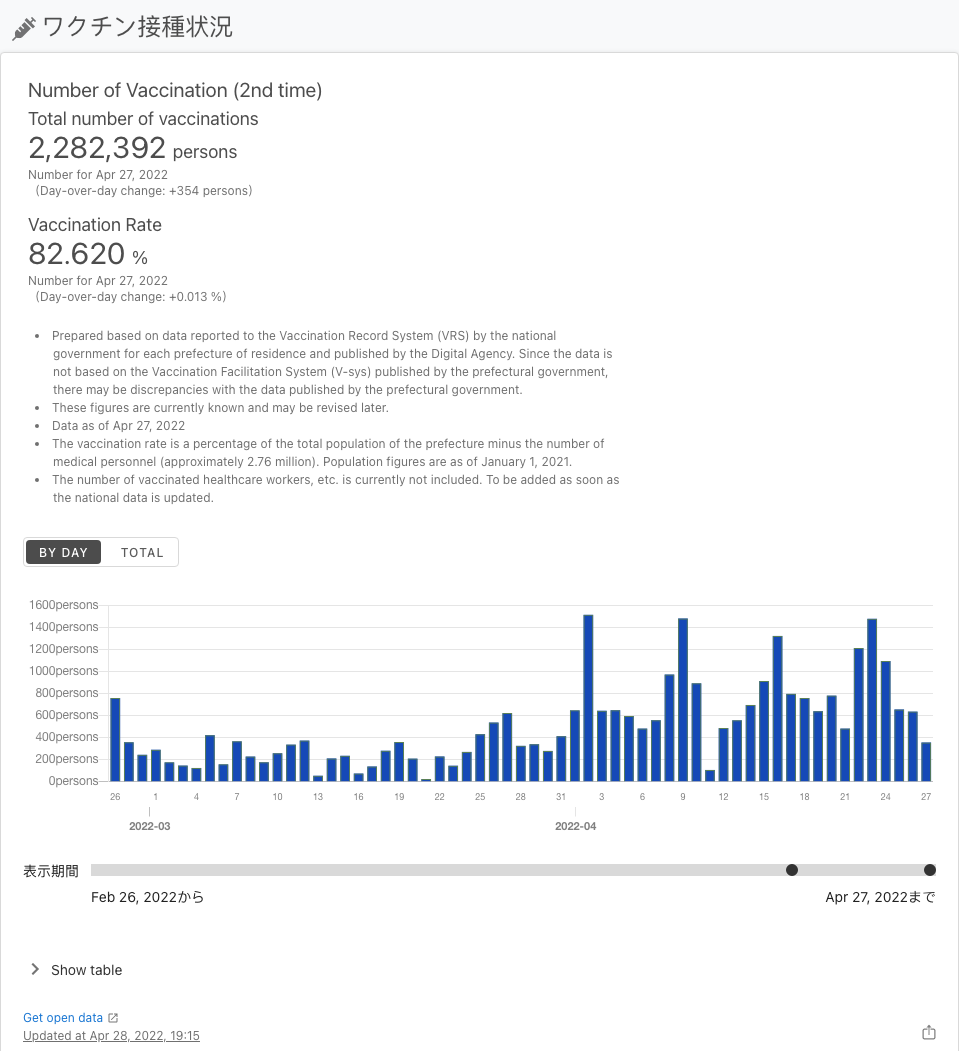 ワクチン接種状況
Number of Vaccination (2nd time)
Total number of vaccinations
2,282,392 persons
Number for Apr 27, 2022
(Day-over-day change: +354 persons)
Vaccination Rate
82.620 %
Number for Apr 27, 2022
(Day-over-day change: +0.013 %)
• Prepared based on data reported to the Vaccination Record System (VRS) by the national
government for each prefecture of residence and published by the Digital Agency. Since the data is
not based on the Vaccination Facilitation System (V-sys) published by the prefectural government,
there may be discrepancies with the data published by the prefectural government.
• These figures are currently known and may be revised later.
• Data as of Apr 27, 2022
• The vaccination rate is a percentage of the total population of the prefecture minus the number of
medical personnel (approximately 2.76 million). Population figures are as of January 1, 2021.
• The number of vaccinated healthcare workers, etc. is currently not included. To be added as soon as
the national data is updated.
BY DAY TOTAL
1600persons
1400persons
1200persons
1000persons
800persons
600persons
400persons
200persons
0persons
26 1 4 7 10 13 16 19 22 25 28 31 3 6 9 12 15 18 21 24 27
2022-03 2022-04
表示期間
Feb 26, 2022から Apr 27, 2022まで
Show table
Get open data
Updated at Apr 28, 2022, 19:15